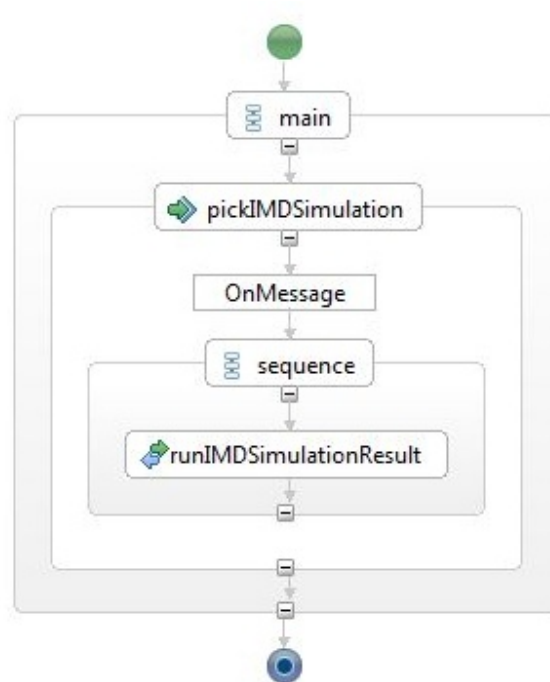 main
pickIMDSimulation
OnMessage
sequence
runIMDSimulationResult